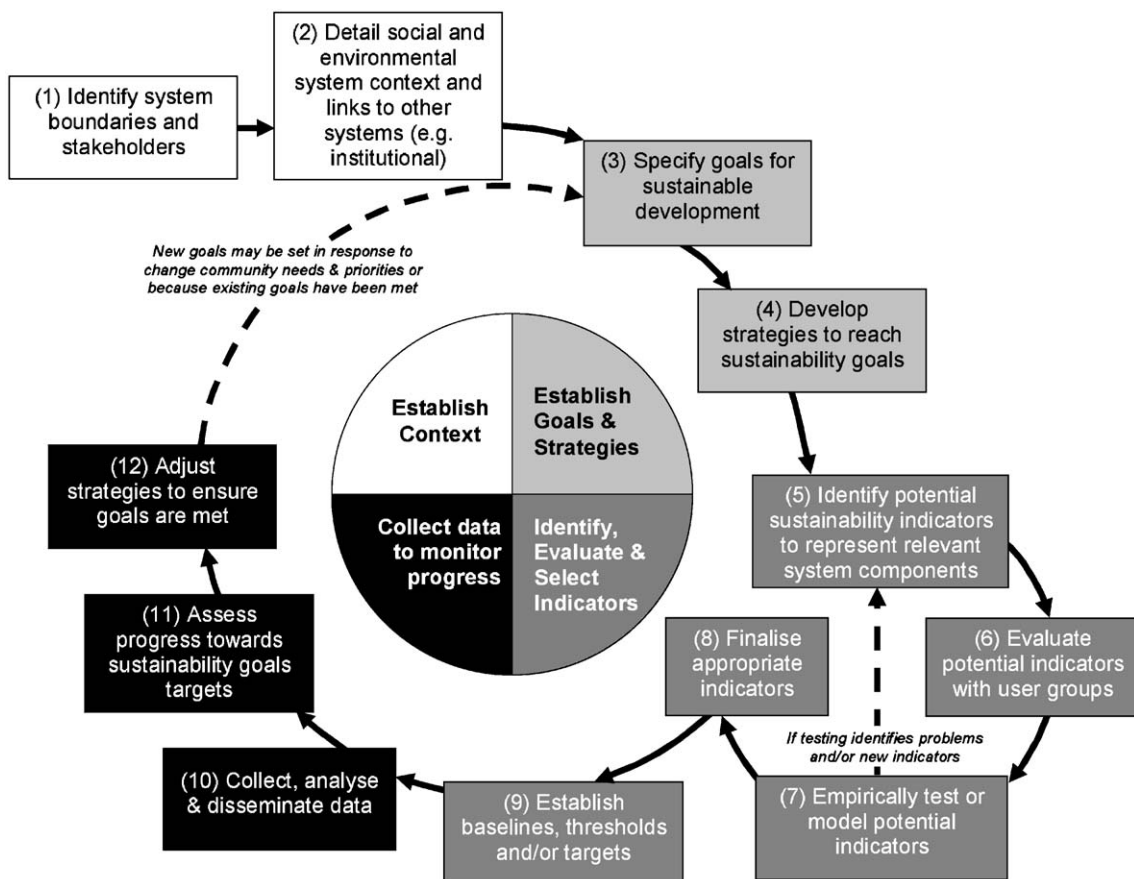 (1) Identify system
boundaries and
stakeholders
(2) Detail social and
environmental
system context and
links to other
systems (e.g.
institutional)
(3) Specify goals for
sustainable
development
New goals may be set in response to
change community needs & priorities or
because existing goals have been met
(4) Develop
strategies to reach
sustainability goals
Establish
Context
Establish
Goals &
Strategies
Collect data
to monitor
progress
Identify,
Evaluate &
Select
Indicators
(5) Identify potential
sustainability indicators
to represent relevant
system components
(6) Evaluate
potential indicators
with user groups
If testing identifies problems
and/or new indicators
(7) Empirically test or
model potential
indicators
(8) Finalise
appropriate
indicators
(9) Establish
baselines, thresholds
and/or targets
(10) Collect, analyse
& disseminate data
(11) Assess
progress towards
sustainability goals
targets
(12) Adjust
strategies to ensure
goals are met